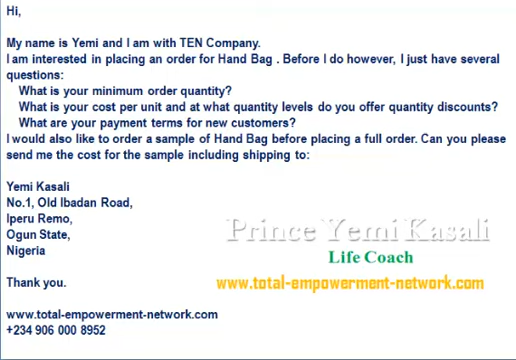 Hi,
My name is Yemi and I am with TEN Company.
I am interested in placing an order for Hand Bag . Before I do however, I just have several
questions:
What is your minimum order quantity?
What is your cost per unit and at what quantity levels do you offer quantity discounts?
What are your payment terms for new customers?
I would also like to order a sample of Hand Bag before placing a full order. Can you please
send me the cost for the sample including shipping to:
Yemi Kasali
No.1, Old Ibadan Road,
Iperu Remo,
Ogun State,
Nigeria
Thank you.
www.total-empowerment-network.com
+234 906 000 8952
Prince Yemi Kasali
Life Coach
www.total-empowerment-network.com